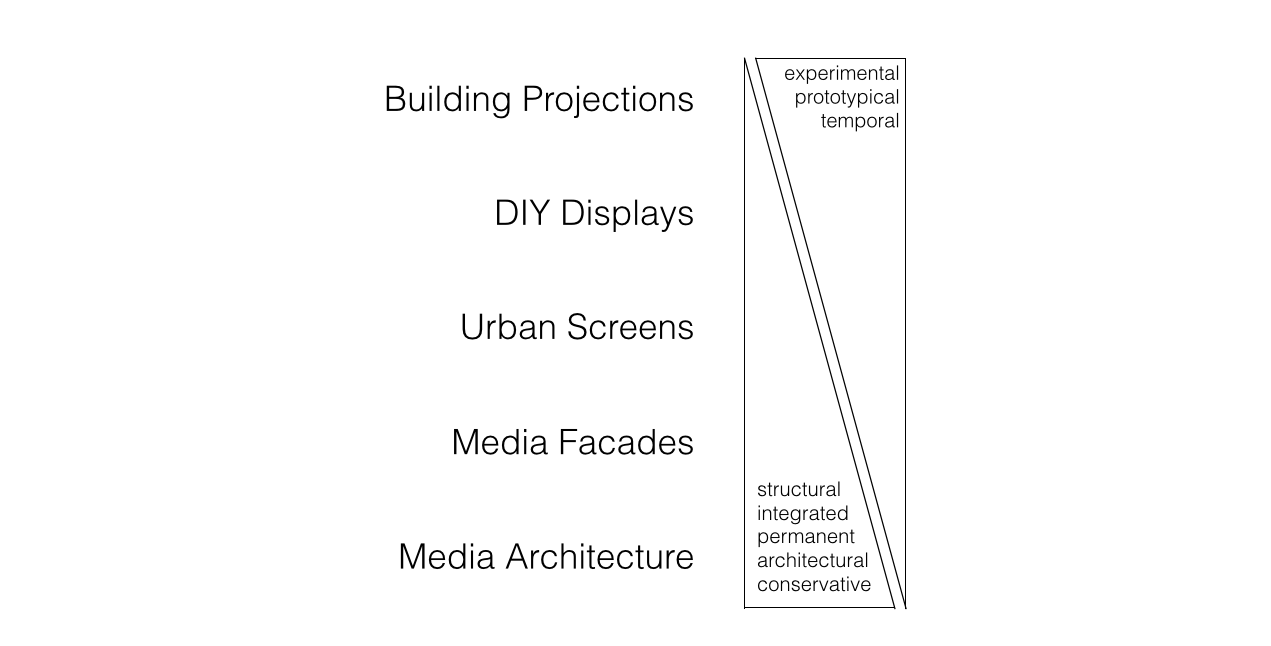 Building Projections
experimental
prototypical
temporal
DIY Displays
Urban Screens
Media Facades
structural
integrated
permanent
architectural
conservative
Media Architecture